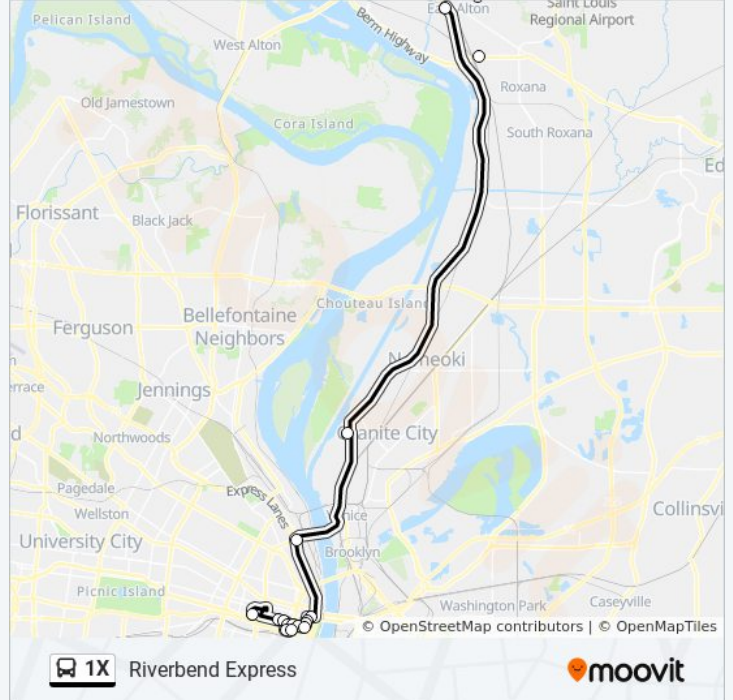 Pelican Island
West Alton
Berm Highway
Saint Louis
Regional Airport
Roxana
Old Jamestown
Cora Island
South Roxana
Florissant
Black Jack
Chouteau Island
Bellefontaine
Neighbors
Ferguson
Jennings
Northwoods
Pagedale
Express Lanes
Wellston
University City
Brooklyn
Picnic Island
Washington Park
Caseyville
© OpenStreetMap contributors | © OpenMapTiles
1X Riverbend Express
moovit